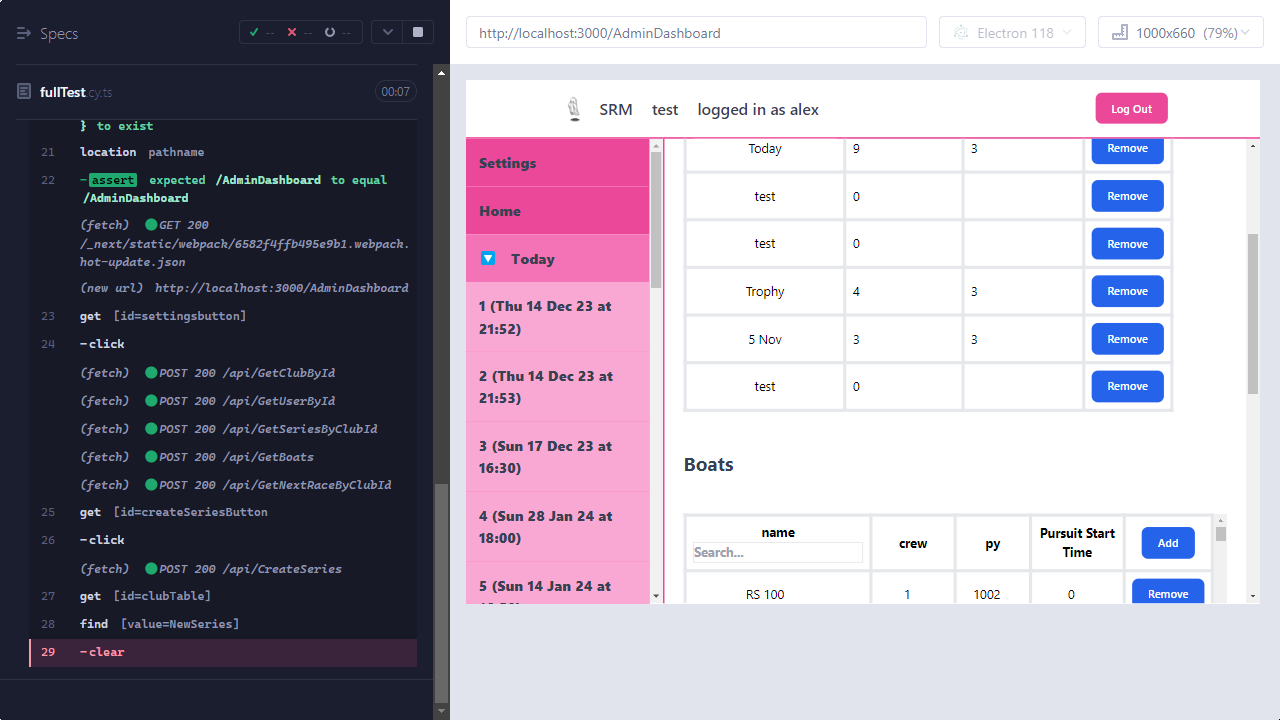 Specs
-- -- --
fullTest.cy.ts
00:07
} to exist
21 location pathname
22 -assert expected /AdminDashboard to equal
/AdminDashboard
(fetch) GET 200
/_next/static/webpack/6582f4ffb495e9b1.webpack.
hot-update.json
(new url) http://localhost:3000/AdminDashboard
23 get [id=settingsbutton]
24 -click
(fetch) POST 200 /api/GetClubById
(fetch) POST 200 /api/GetUserById
(fetch) POST 200 /api/GetSeriesByClubId
(fetch) POST 200 /api/GetBoats
(fetch) POST 200 /api/GetNextRaceByClubId
25 get [id=createSeriesButton
26 -click
(fetch) POST 200 /api/CreateSeries
27 get [id=clubTable]
28 find [value=NewSeries]
29 -clear
http://localhost:3000/AdminDashboard
Electron 118
1000x660 (79%)
SRM test logged in as alex
Log Out
Settings
Home
Today
1 (Thu 14 Dec 23 at
21:52)
2 (Thu 14 Dec 23 at
21:53)
3 (Sun 17 Dec 23 at
16:30)
4 (Sun 28 Jan 24 at
18:00)
5 (Sun 14 Jan 24 at
Today 9 3 Remove
test 0 Remove
test 0 Remove
Trophy 4 3 Remove
5 Nov 3 3 Remove
test 0 Remove
Boats
name crew py Pursuit Start Time Add
Search...
RS 100 1 1002 0 Remove